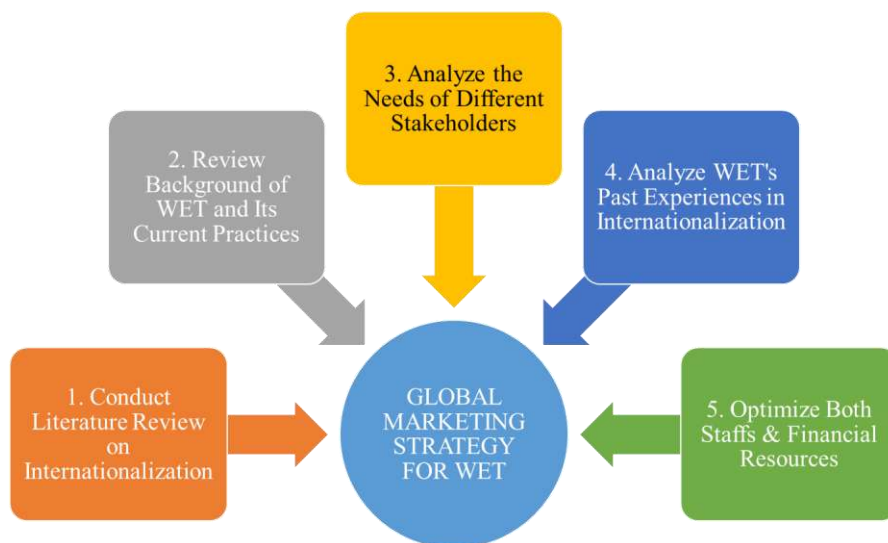 1. Conduct
Literature Review
on
Internationalization
2. Review
Background of
WET and Its
Current Practices
3. Analyze the
Needs of Different
Stakeholders
4. Analyze WET's
Past Experiences in
Internationalization
5. Optimize Both
Staffs & Financial
Resources
GLOBAL
MARKETING
STRATEGY
FOR WET